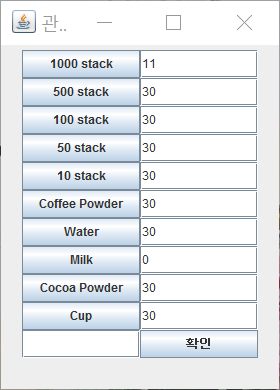 관..
1000 stack 11
500 stack 30
100 stack 30
50 stack 30
10 stack 30
Coffee Powder 30
Water 30
Milk 0
Cocoa Powder 30
Cup 30
확인